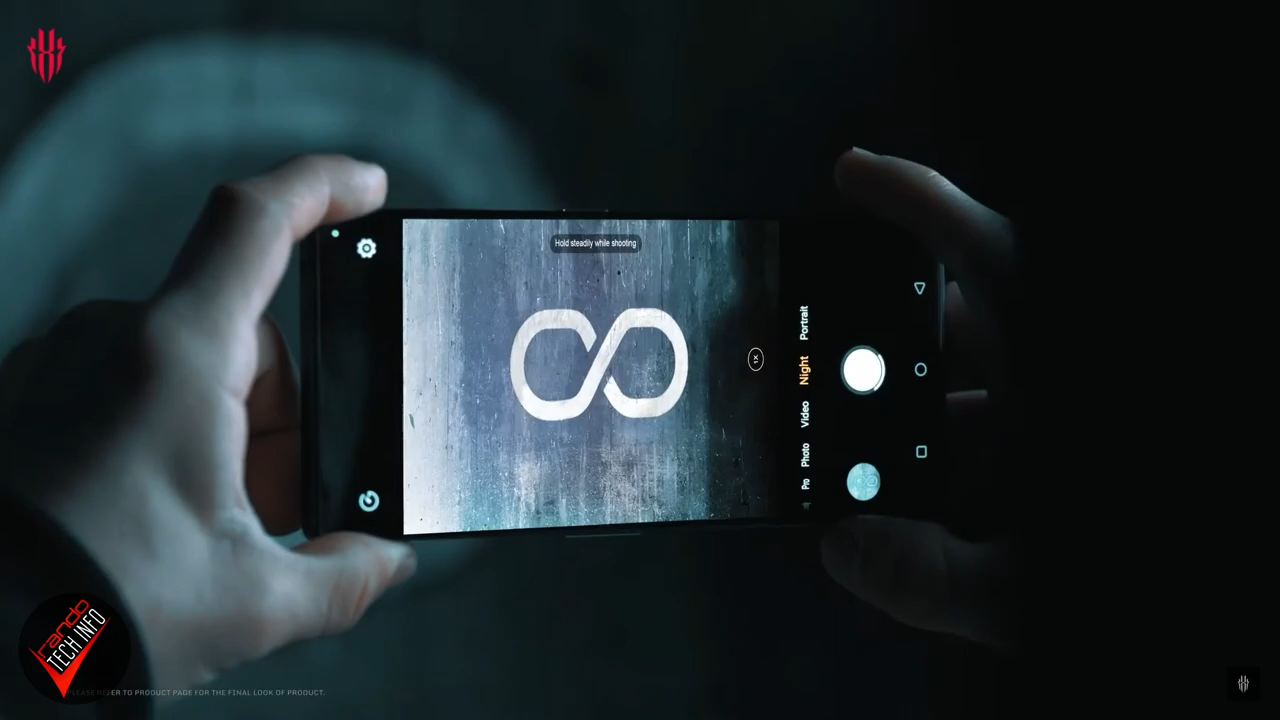 Hold steadily while shooting
1X
Portrait
Night
Video
Photo
Pro
Irando
TECH INFO
PLEASE REFER TO PRODUCT PAGE FOR THE FINAL LOOK OF PRODUCT.